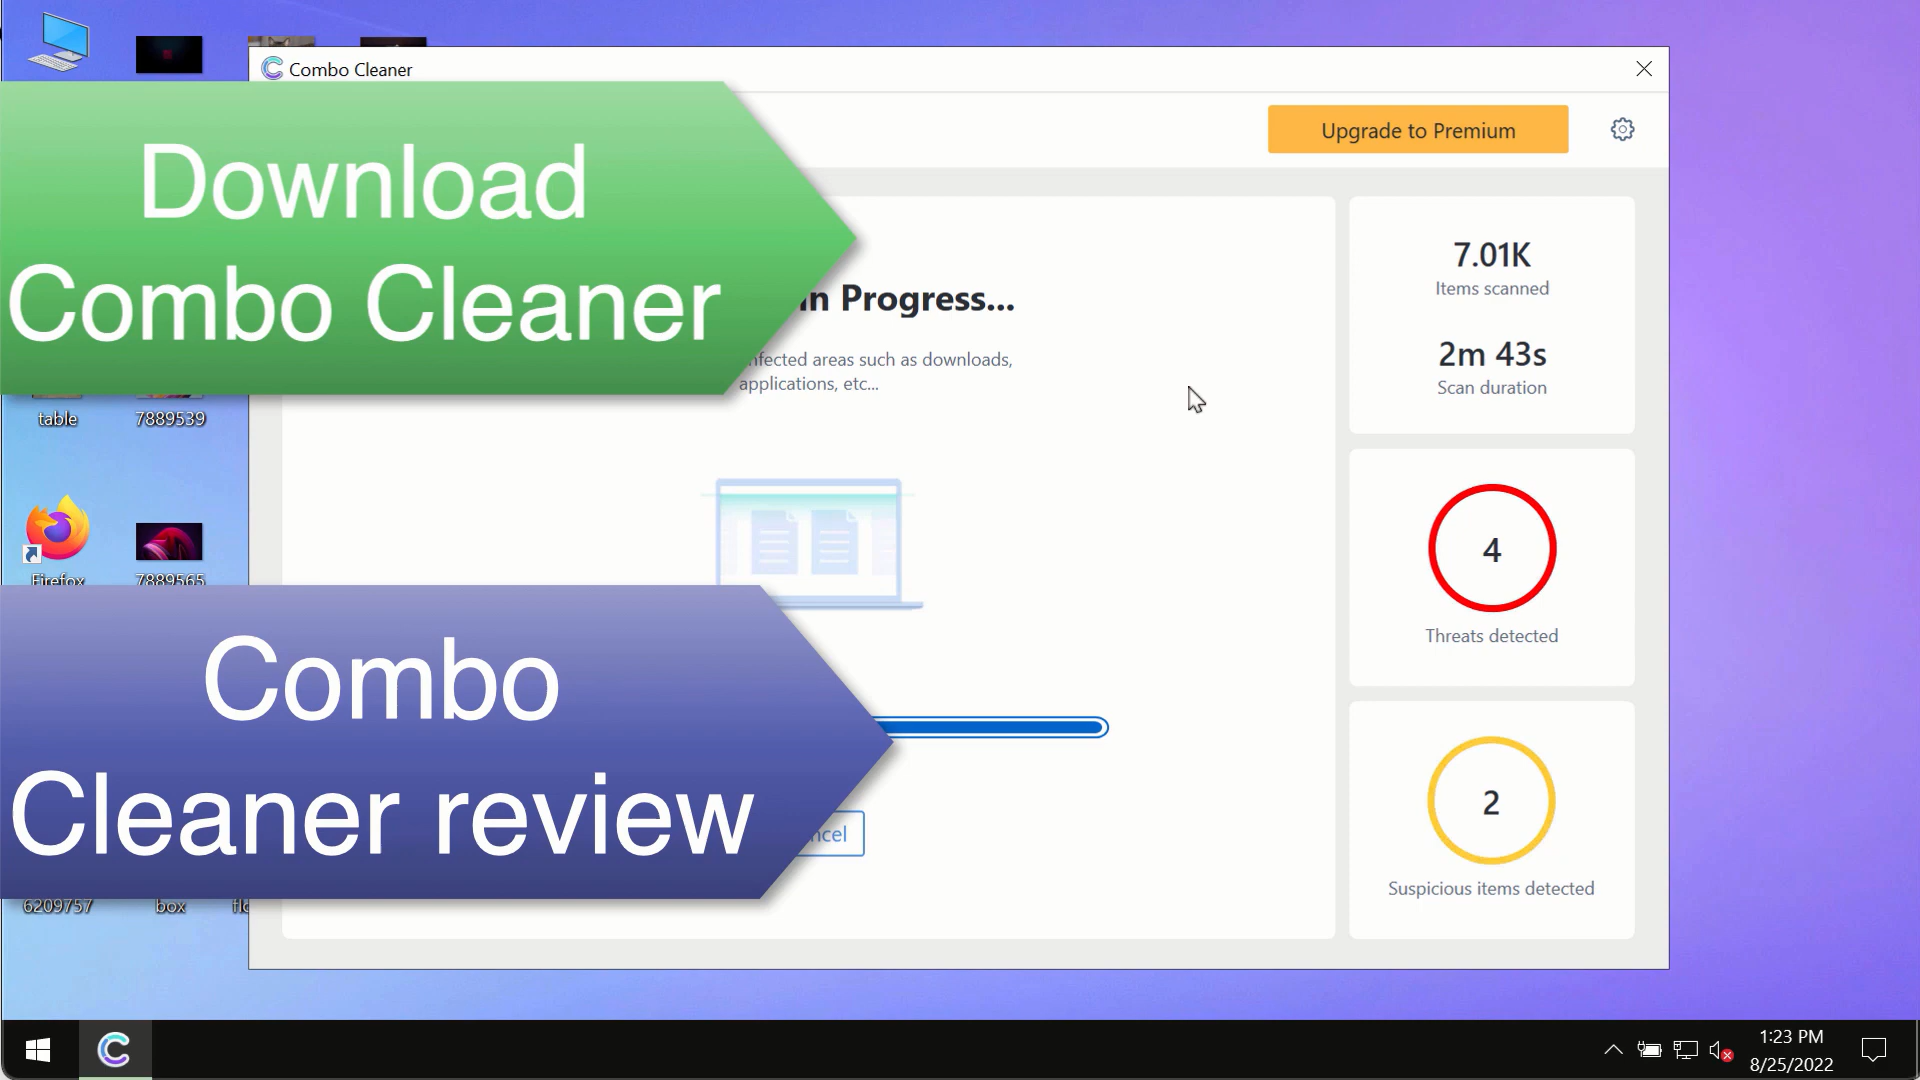 Combo Cleaner
Upgrade to Premium
Download
Combo Cleaner
in Progress...
infected areas such as downloads,
applications, etc...
7.01K
Items scanned
2m 43s
Scan duration
4
Threats detected
2
Suspicious items detected
table
7889539
Firefox
7889565
Combo
Cleaner review
6209757
box
1:23 PM
8/25/2022